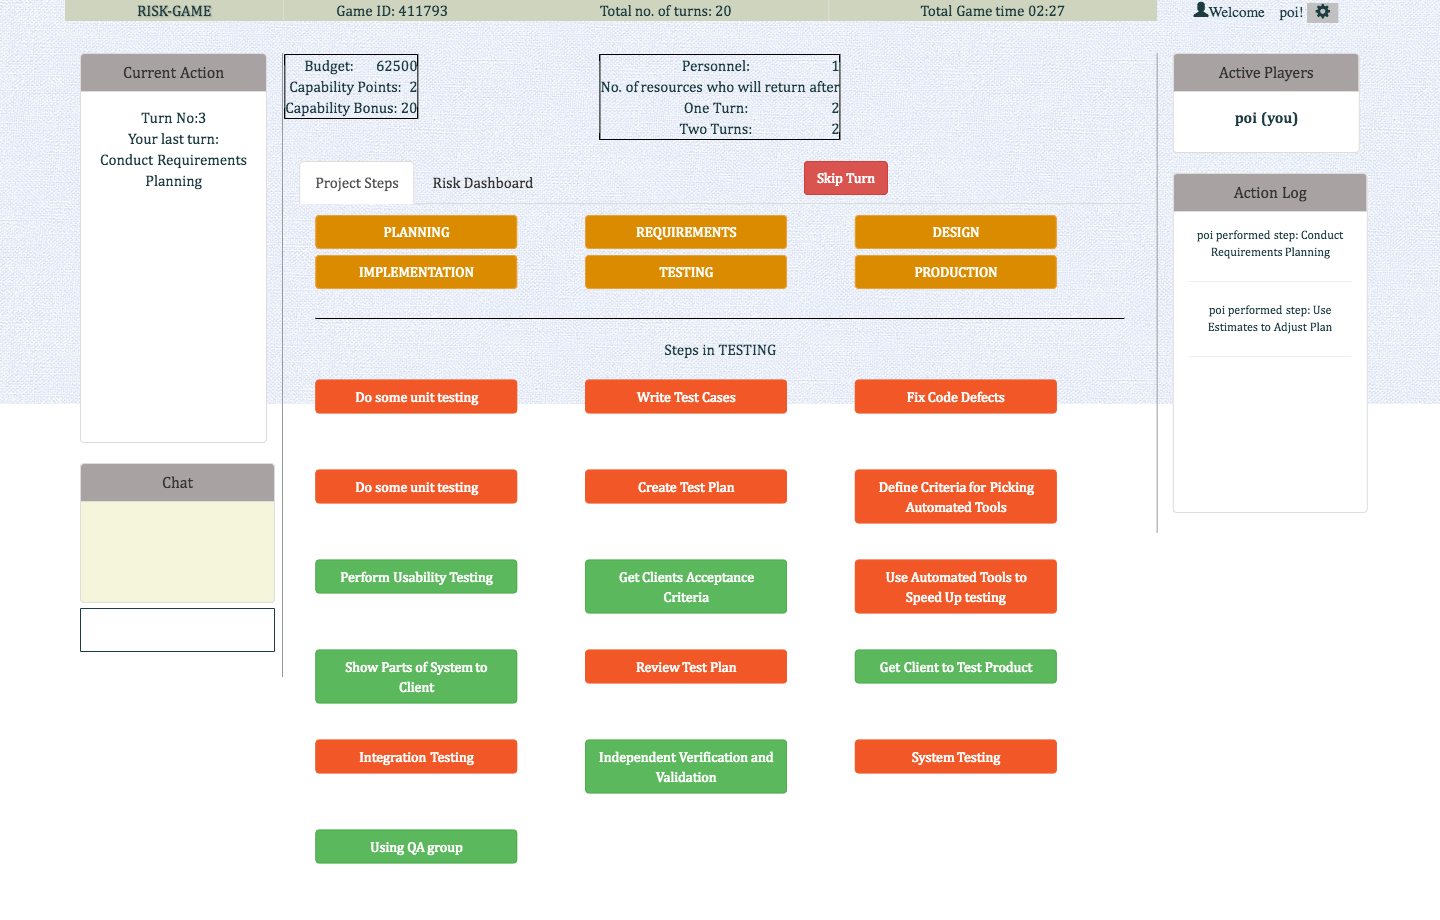 RISK-GAME
Game ID: 411793
Total no. of turns: 20
Total Game time 02:27
Welcome poi!
Current Action
Turn No:3
Your last turn:
Conduct Requirements
Planning
Budget: 62500
Capability Points: 2
Capability Bonus: 20
Personnel: 1
No. of resources who will return after
One Turn: 2
Two Turns: 2
Active Players
poi (you)
Project Steps
Risk Dashboard
Skip Turn
Action Log
poi performed step: Conduct
Requirements Planning
poi performed step: Use
Estimates to Adjust Plan
PLANNING
REQUIREMENTS
DESIGN
IMPLEMENTATION
TESTING
PRODUCTION
Steps in TESTING
Do some unit testing
Write Test Cases
Fix Code Defects
Do some unit testing
Create Test Plan
Define Criteria for Picking
Automated Tools
Perform Usability Testing
Get Clients Acceptance
Criteria
Use Automated Tools to
Speed Up testing
Show Parts of System to
Client
Review Test Plan
Get Client to Test Product
Integration Testing
Independent Verification and
Validation
System Testing
Using QA group
Chat